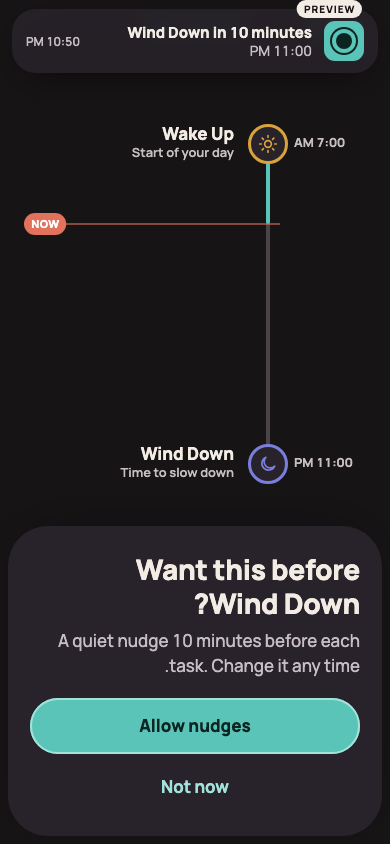 PREVIEW
Wind Down in 10 minutes
PM 11:00
PM 10:50
Wake Up
Start of your day
AM 7:00
NOW
Wind Down
Time to slow down
PM 11:00
Want this before
?Wind Down
A quiet nudge 10 minutes before each
.task. Change it any time
Allow nudges
Not now